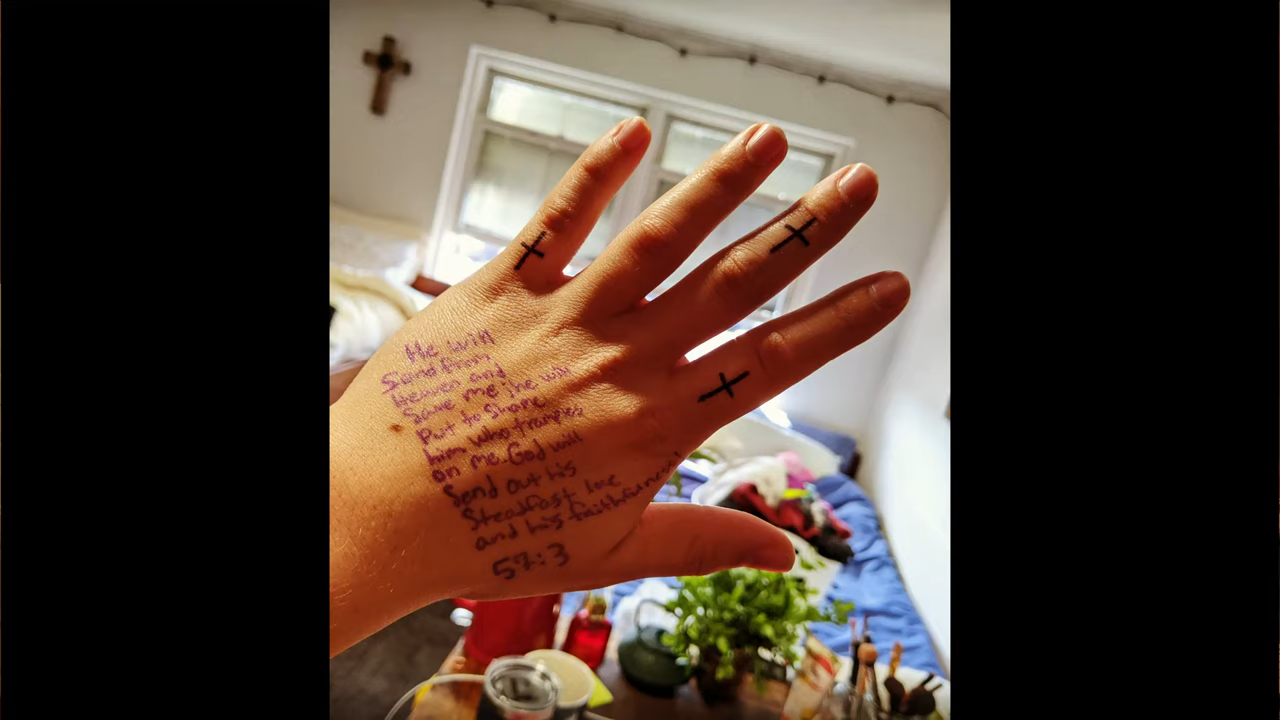 He will
Send from
heaven and
Save me; he will
Put to Shame
him who tramples
on me. God will
Send out his
Steadfast love
and his faithfulness!
57:3